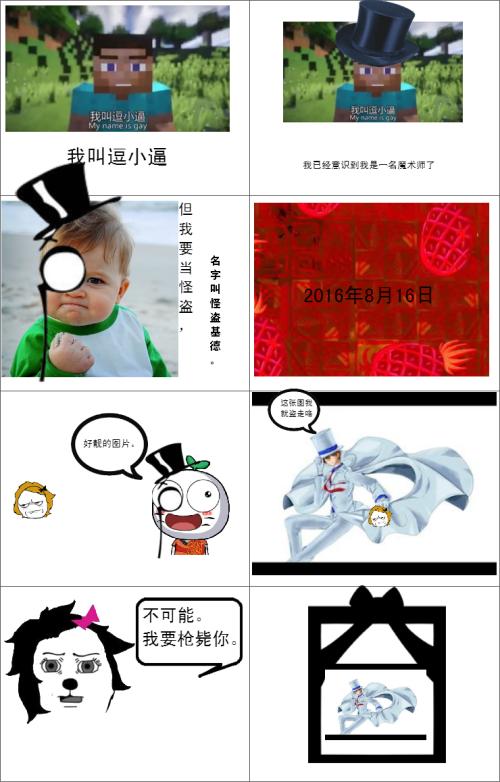 我叫逗小逼
My name is gay
我叫逗小逼
我叫逗小逼
My name is gay
我已经意识到我是一名魔术师了
但我要当怪盗，
名字叫怪盗基德。
2016年8月16日
好靓的图片。
这张图我
就盗走咯
不可能。
我要枪毙你。